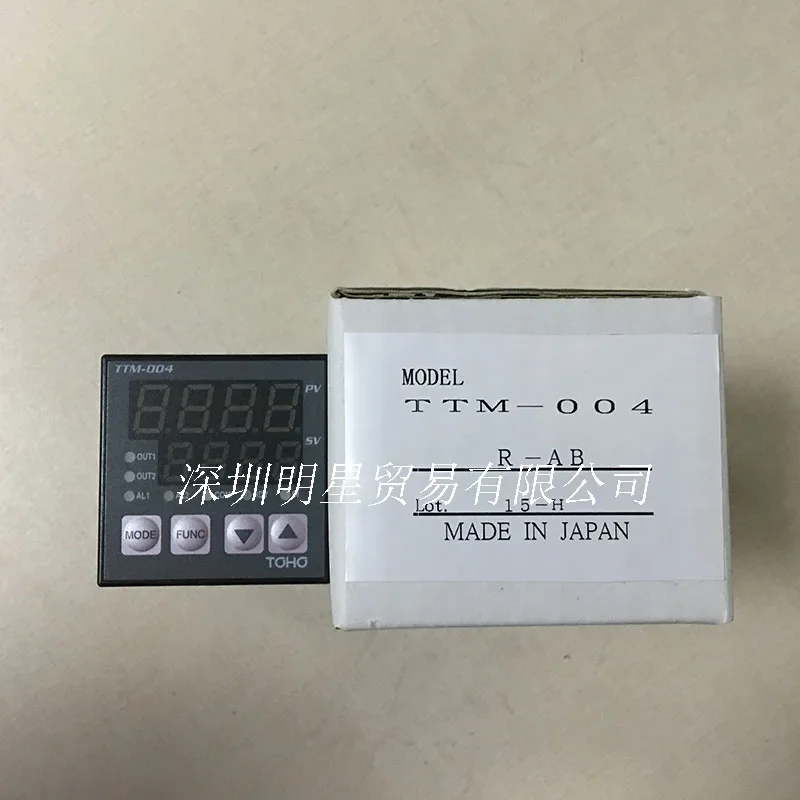 TTM-004
PV
SV
OUT1
OUT2
AL1
MODE FUNC
TOHO
MODEL
TTM-004
R-AB
Lot. 15-H
MADE IN JAPAN
深圳明星贸易有限公司